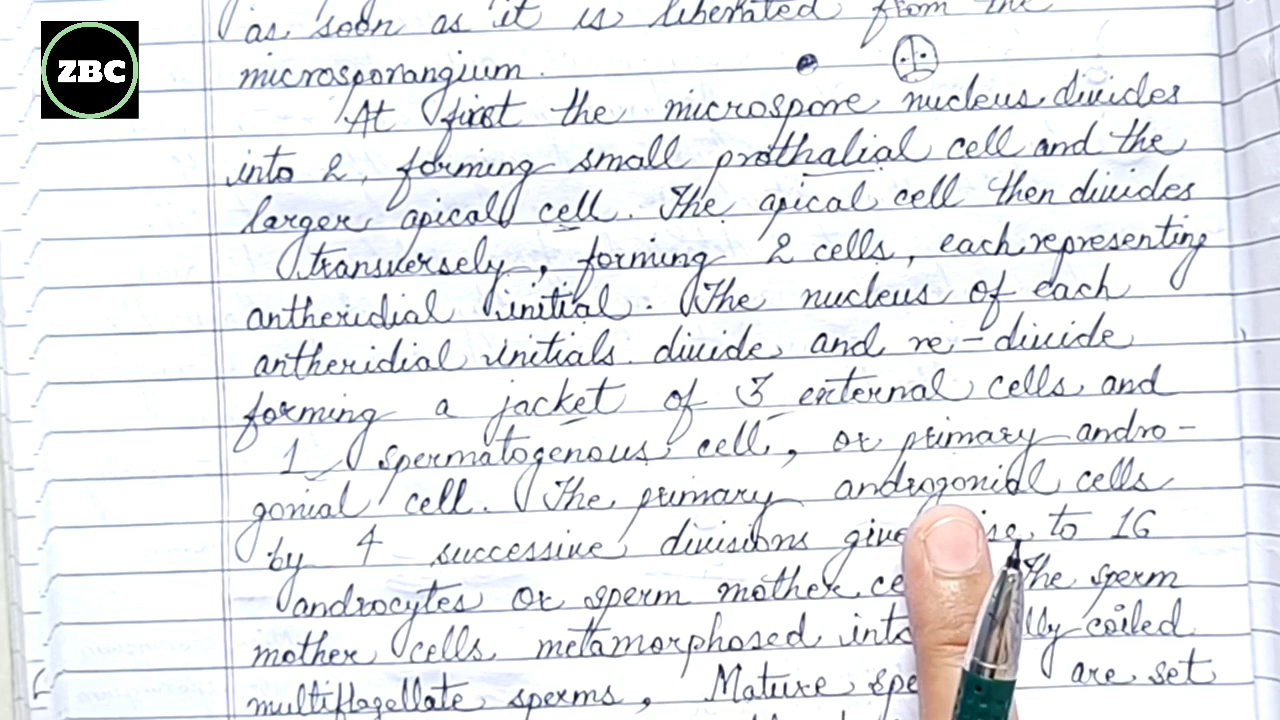 ZBC
as soon as it is liberated from the
microsporangium.
At first the microspore nucleus divides
into 2, forming small prothalial cell and the
larger apical cell. The apical cell then divides
transversely, forming 2 cells, each representing
antheridial initial. The nucleus of each
antheridial initials divide and re-divide
forming a jacket of 3 external cells and
1 spermatogenous cell, or primary andro-
gonial cell. The primary androgonial cells
by 4 successive divisions give to 16
androcytes or sperm mother The sperm
mother cells metamorphosed into coiled
multiflagellate sperms, Mature are set